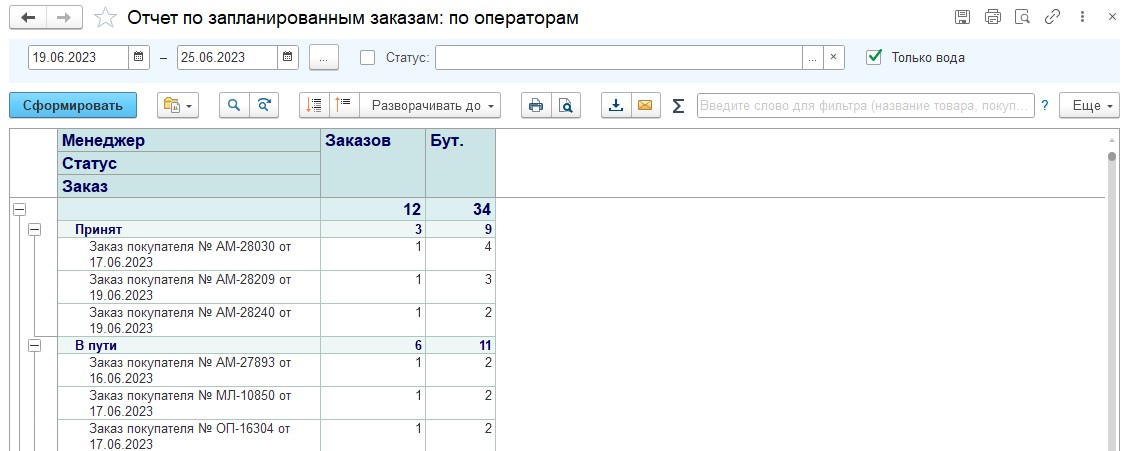 Отчет по запланированным заказам: по операторам
19.06.2023 – 25.06.2023 ... Статус: ... × Только вода
Сформировать Разворачивать до Σ Введите слово для фильтра (название товара, покуп... ? Еще
Менеджер Заказов Бут.
Статус
Заказ
12 34
Принят 3 9
Заказ покупателя № АМ-28030 от 1 4
17.06.2023
Заказ покупателя № АМ-28209 от 1 3
19.06.2023
Заказ покупателя № АМ-28240 от 1 2
19.06.2023
В пути 6 11
Заказ покупателя № АМ-27893 от 1 2
16.06.2023
Заказ покупателя № МЛ-10850 от 1 2
17.06.2023
Заказ покупателя № ОП-16304 от 1 2
17.06.2023